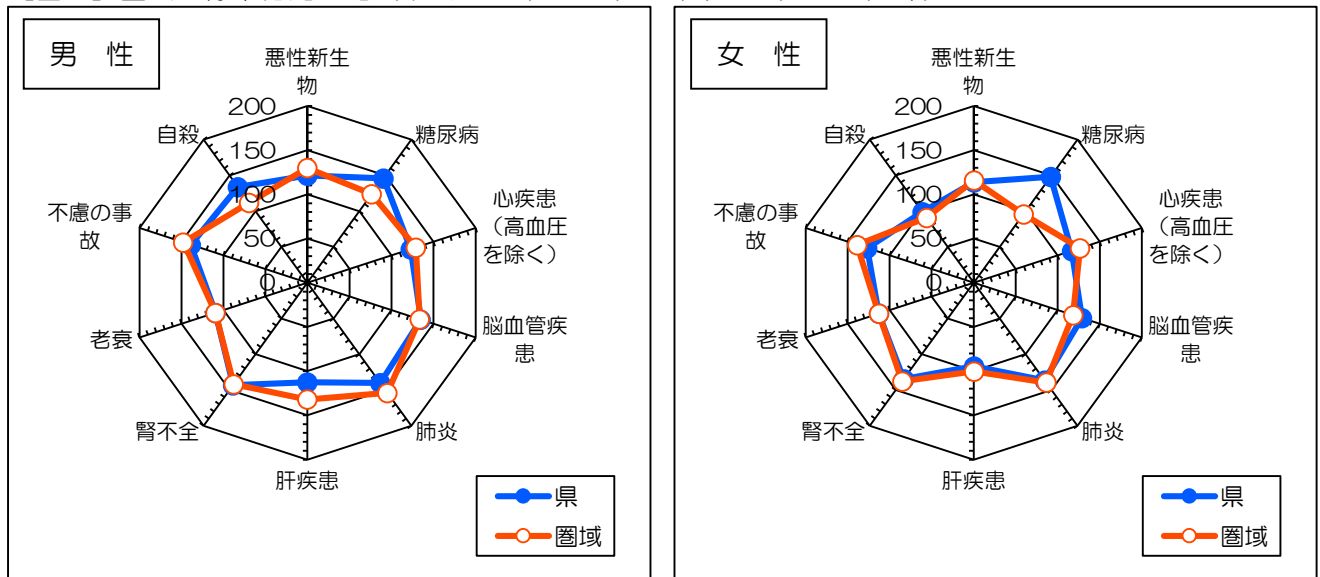 男 性
悪性新生
物
200
自殺
糖尿病
150
100
不慮の事
故
心疾患
（高血圧
を除く）
50
0
老衰
脳血管疾
患
腎不全
肺炎
肝疾患
県
圏域
女 性
悪性新生
物
200
自殺
糖尿病
150
100
不慮の事
故
心疾患
（高血圧
を除く）
50
0
老衰
脳血管疾
患
腎不全
肺炎
肝疾患
県
圏域